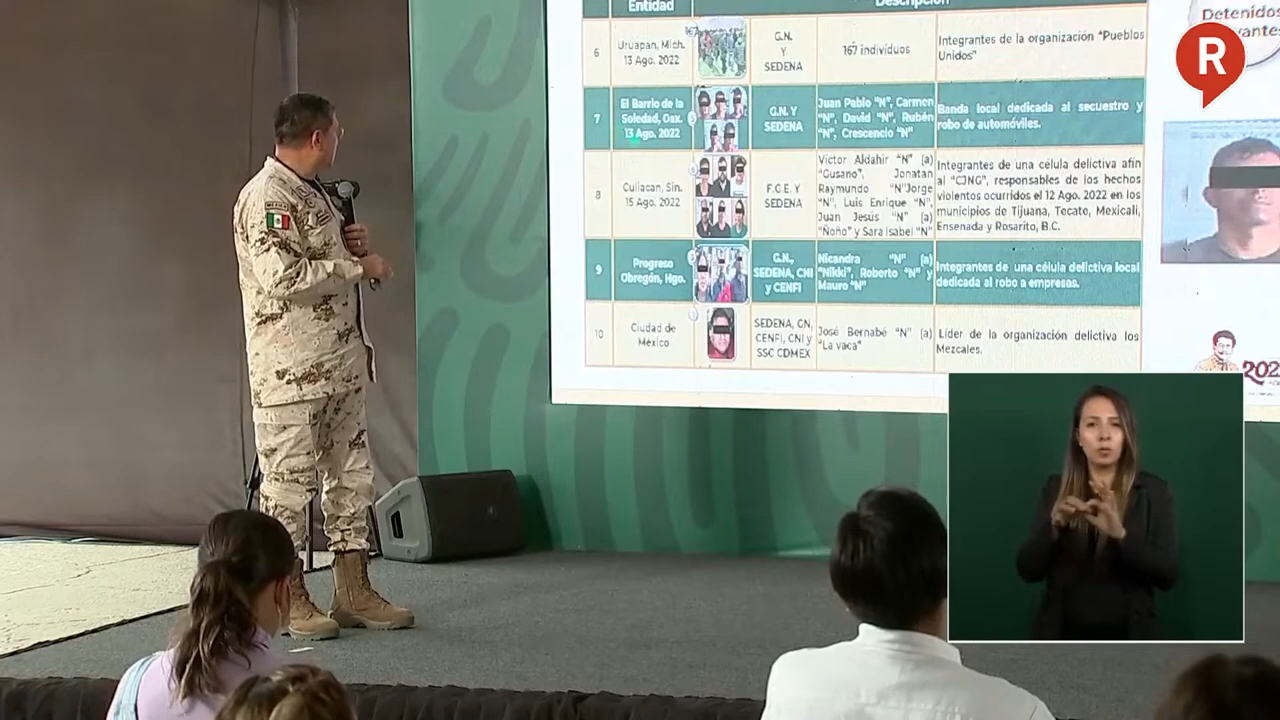 Entidad
Descripción
Detenidos
R
6
Uruapan, Mich.
13 Ago. 2022
G.N.
Y
SEDENA
167 individuos
Integrantes de la organización "Pueblos
Unidos"
7
El Barrio de la
Soledad, Oax.
13 Ago. 2022
G.N. Y
SEDENA
Juan Pablo "N", Carmen
"N", David "N", Rubén
"N", Crescencio "N"
Banda local dedicada al secuestro y
robo de automóviles.
8
Culiacan, Sin.
15 Ago. 2022
F.G.E. Y
SEDENA
Víctor Aldahir "N" (a)
"Gusano", Jonatan
Raymundo "N"Jorge
"N", Luis Enrique "N",
Juan Jesús "N" (a)
"Ñoño" y Sara Isabel "N"
Integrantes de una célula delictiva afín
al "CJNG", responsables de los hechos
violentos ocurridos el 12 Ago. 2022 en los
municipios de Tijuana, Tecate, Mexicali,
Ensenada y Rosarito, B.C.
9
Progreso
Obregón, Hgo.
G.N.,
SEDENA, CNI
y CENFI
Nicandra "N" (a)
"Nikki", Roberto "N" y
Mauro "N"
Integrantes de una célula delictiva local
dedicada al robo a empresas.
10
Ciudad de
México
SEDENA, GN,
CENFI, CNI y
SSC CDMEX
José Bernabé "N" (a)
"La vaca"
Líder de la organización delictiva los
Mezcales.
MÉXICO